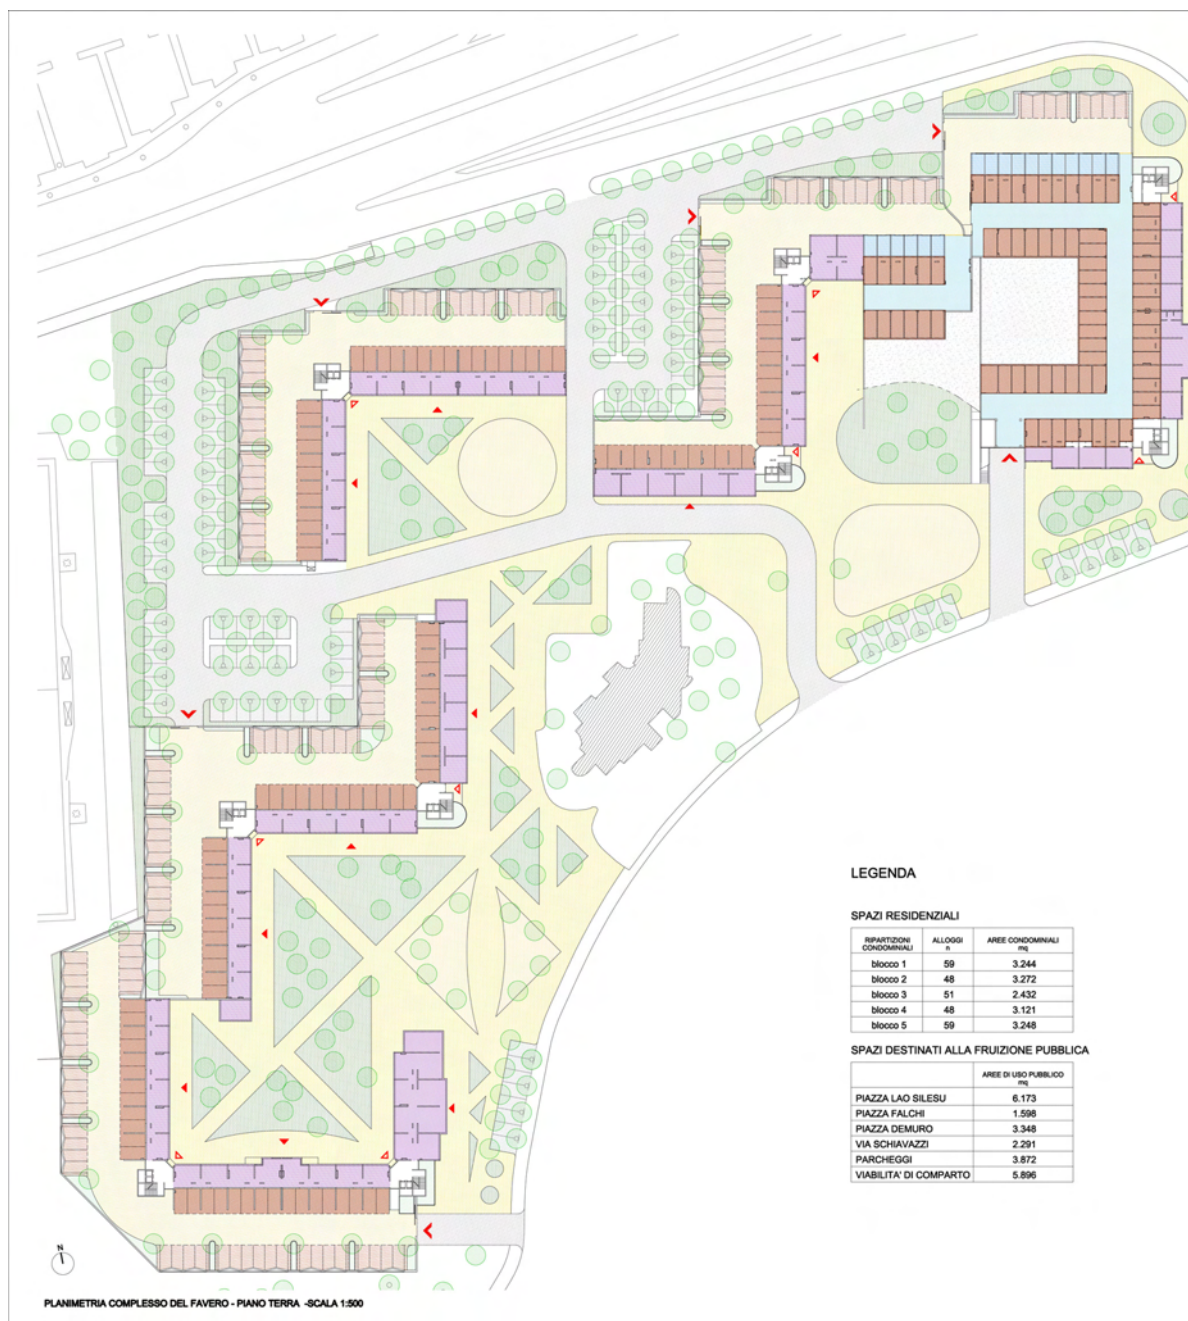 LEGENDA
SPAZI RESIDENZIALI
RIPARTIZIONI CONDOMINIALI ALLOGGI n AREE CONDOMINIALI mq
blocco 1 59 3.244
blocco 2 48 3.272
blocco 3 51 2.432
blocco 4 48 3.121
blocco 5 59 3.248
SPAZI DESTINATI ALLA FRUIZIONE PUBBLICA
AREE DI USO PUBBLICO mq
PIAZZA LAO SILESU 6.173
PIAZZA FALCHI 1.598
PIAZZA DEMURO 3.348
VIA SCHIAVAZZI 2.291
PARCHEGGI 3.872
VIABILITA' DI COMPARTO 5.896
N
PLANIMETRIA COMPLESSO DEL FAVERO - PIANO TERRA -SCALA 1:500